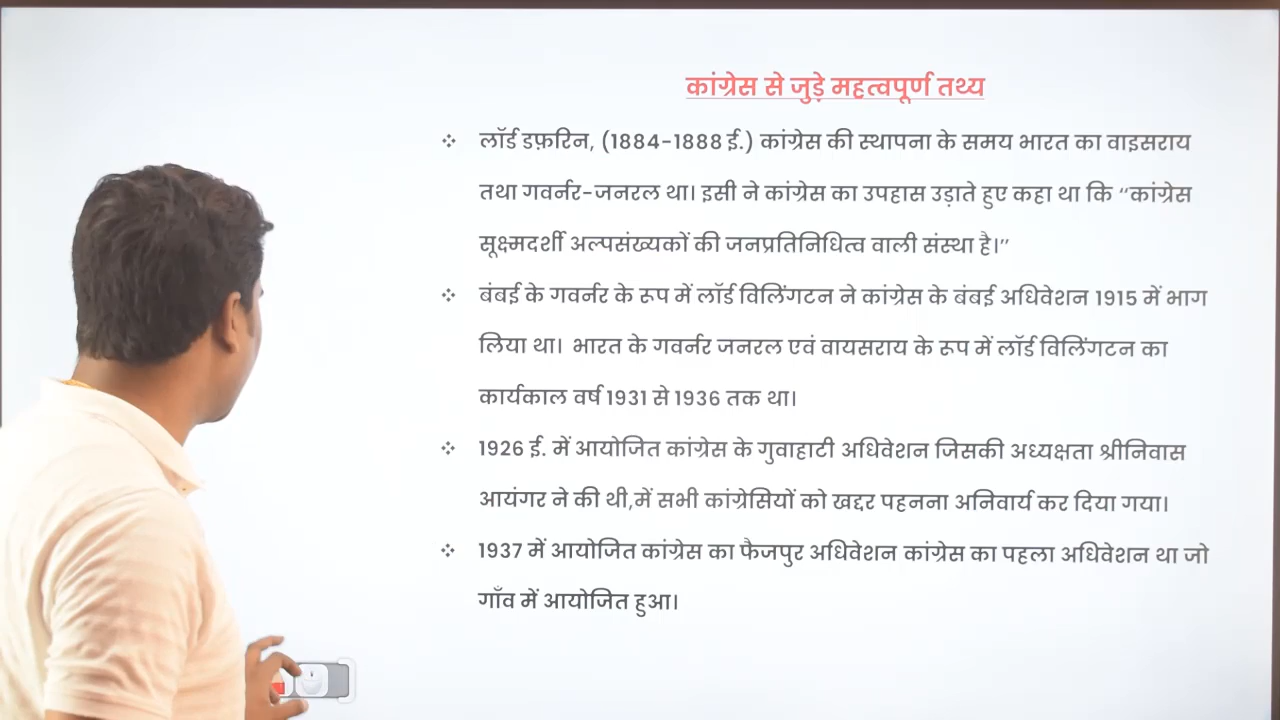 कांग्रेस से जुड़े महत्वपूर्ण तथ्य
❖ लॉर्ड डफ़रिन, (1884-1888 ई.) कांग्रेस की स्थापना के समय भारत का वाइसराय
तथा गवर्नर-जनरल था। इसी ने कांग्रेस का उपहास उड़ाते हुए कहा था कि ‘‘कांग्रेस
सूक्ष्मदर्शी अल्पसंख्यकों की जनप्रतिनिधित्व वाली संस्था है।’’
❖ बंबई के गवर्नर के रूप में लॉर्ड विलिंगटन ने कांग्रेस के बंबई अधिवेशन 1915 में भाग
लिया था। भारत के गवर्नर जनरल एवं वायसराय के रूप में लॉर्ड विलिंगटन का
कार्यकाल वर्ष 1931 से 1936 तक था।
❖ 1926 ई. में आयोजित कांग्रेस के गुवाहाटी अधिवेशन जिसकी अध्यक्षता श्रीनिवास
आयंगर ने की थी,में सभी कांग्रेसियों को खद्दर पहनना अनिवार्य कर दिया गया।
❖ 1937 में आयोजित कांग्रेस का फैजपुर अधिवेशन कांग्रेस का पहला अधिवेशन था जो
गाँव में आयोजित हुआ।